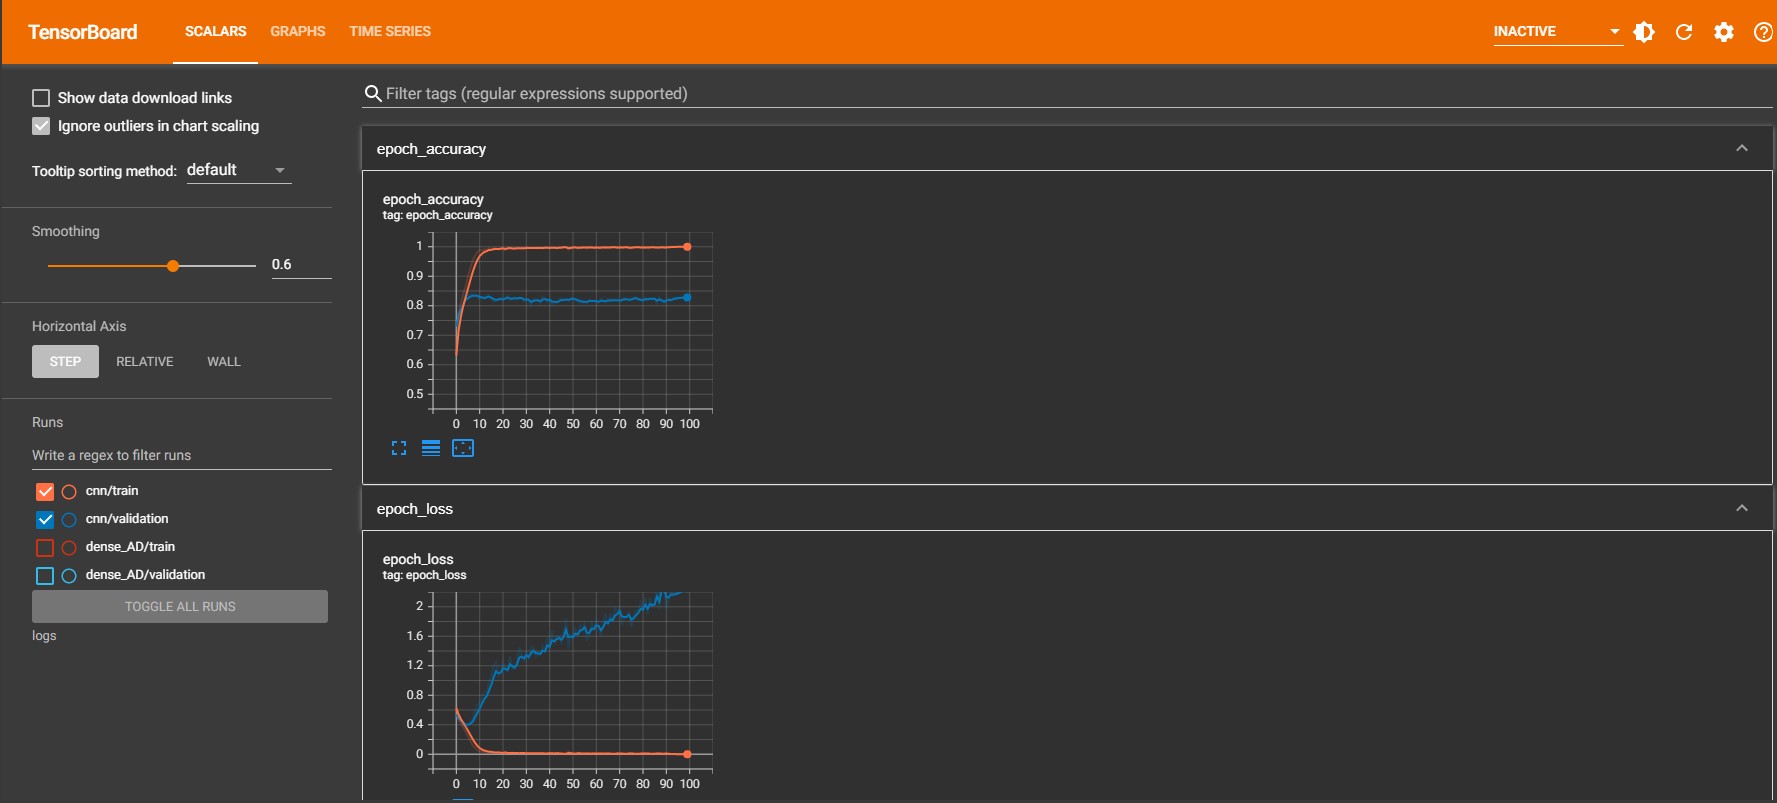 TensorBoard SCALARS GRAPHS TIME SERIES INACTIVE
Show data download links
Ignore outliers in chart scaling
Tooltip sorting method: default
Smoothing
0.6
Horizontal Axis
STEP RELATIVE WALL
Runs
Write a regex to filter runs
cnn/train
cnn/validation
dense_AD/train
dense_AD/validation
TOGGLE ALL RUNS
logs
Filter tags (regular expressions supported)
epoch_accuracy
epoch_accuracy
tag: epoch_accuracy
1
0.9
0.8
0.7
0.6
0.5
0 10 20 30 40 50 60 70 80 90 100
epoch_loss
epoch_loss
tag: epoch_loss
2
1.6
1.2
0.8
0.4
0
0 10 20 30 40 50 60 70 80 90 100